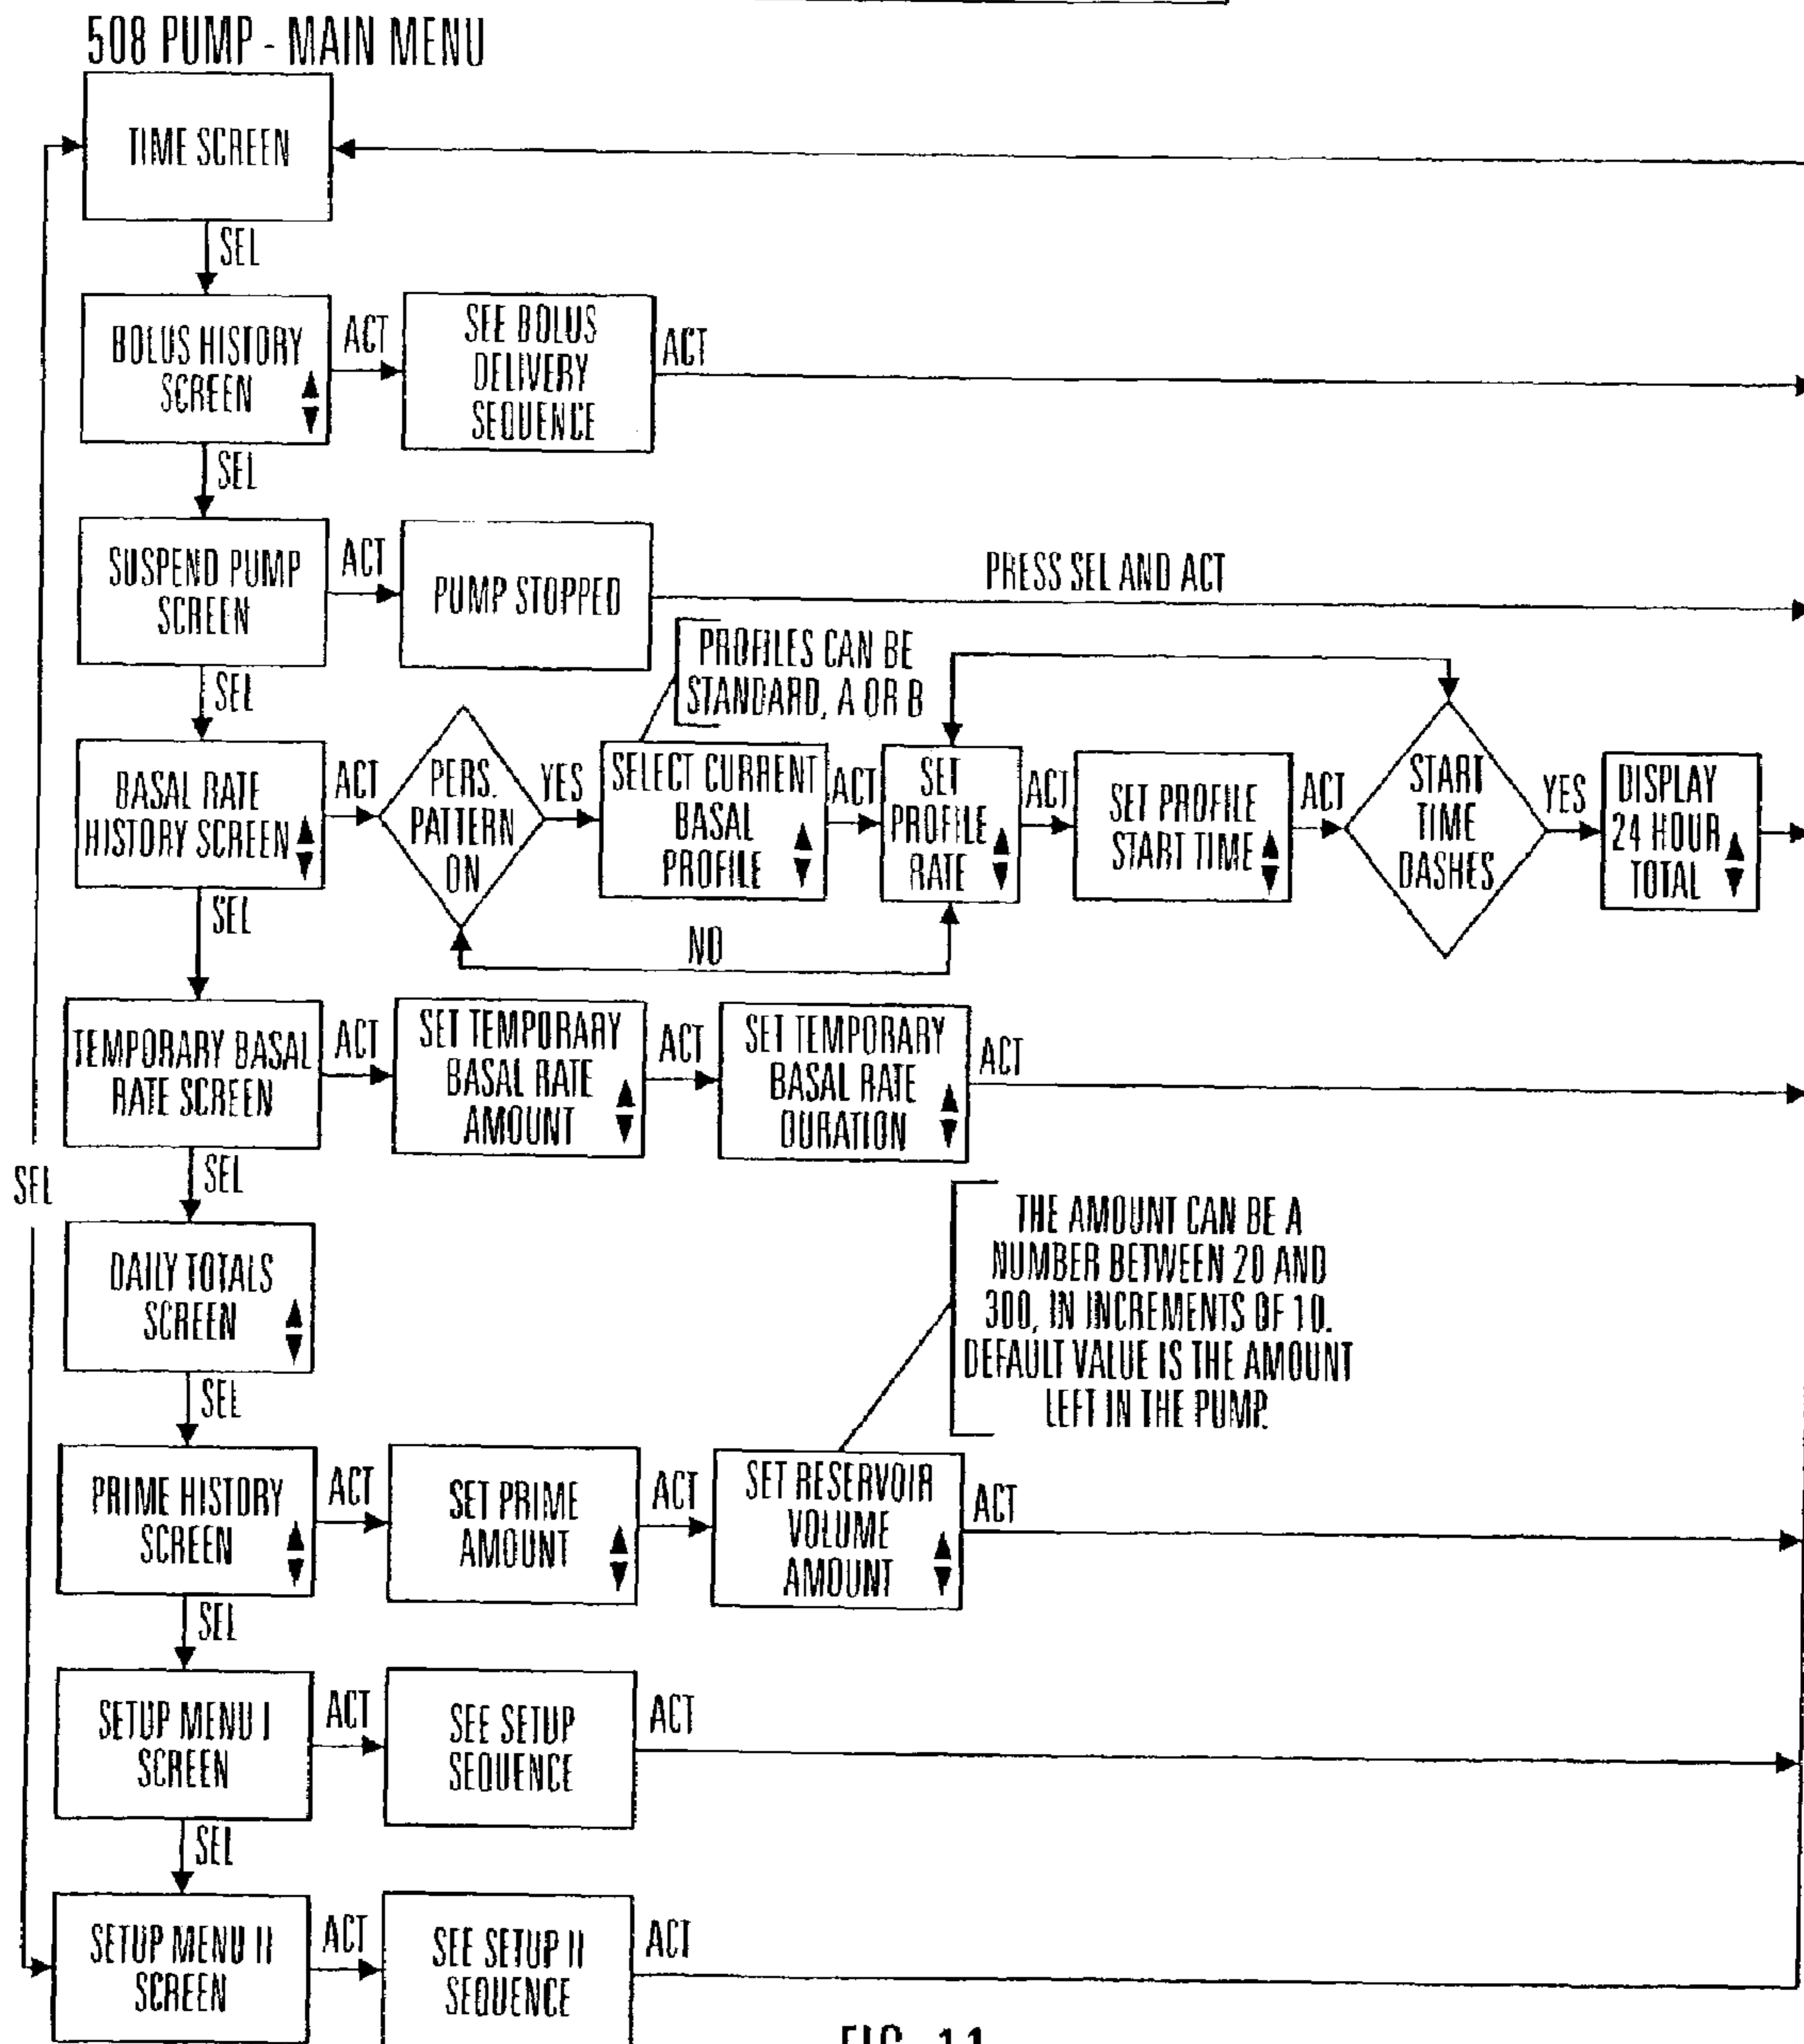 508 PUMP - MAIN MENU
TIME SCREEN
SEL
BOLUS HISTORY
SCREEN
ACT
SEE BOLUS
DELIVERY
SEQUENCE
ACT
SEL
SUSPEND PUMP
SCREEN
ACT
PUMP STOPPED
PRESS SEL AND ACT
SEL
PROFILES CAN BE
STANDARD, A OR B
BASAL RATE
HISTORY SCREEN
ACT
PERS.
PATTERN
ON
YES
SELECT CURRENT
BASAL
PROFILE
ACT
SET
PROFILE
RATE
ACT
SET PROFILE
START TIME
ACT
START
TIME
DASHES
YES
DISPLAY
24 HOUR
TOTAL
NO
SEL
TEMPORARY BASAL
RATE SCREEN
ACT
SET TEMPORARY
BASAL RATE
AMOUNT
ACT
SET TEMPORARY
BASAL RATE
DURATION
ACT
SEL
SEL
DAILY TOTALS
SCREEN
THE AMOUNT CAN BE A
NUMBER BETWEEN 20 AND
300, IN INCREMENTS OF 10.
DEFAULT VALUE IS THE AMOUNT
LEFT IN THE PUMP.
SEL
PRIME HISTORY
SCREEN
ACT
SET PRIME
AMOUNT
ACT
SET RESERVOIR
VOLUME
AMOUNT
ACT
SEL
SETUP MENU I
SCREEN
ACT
SEE SETUP
SEQUENCE
ACT
SEL
SETUP MENU II
SCREEN
ACT
SEE SETUP II
SEQUENCE
ACT
FIG. 11